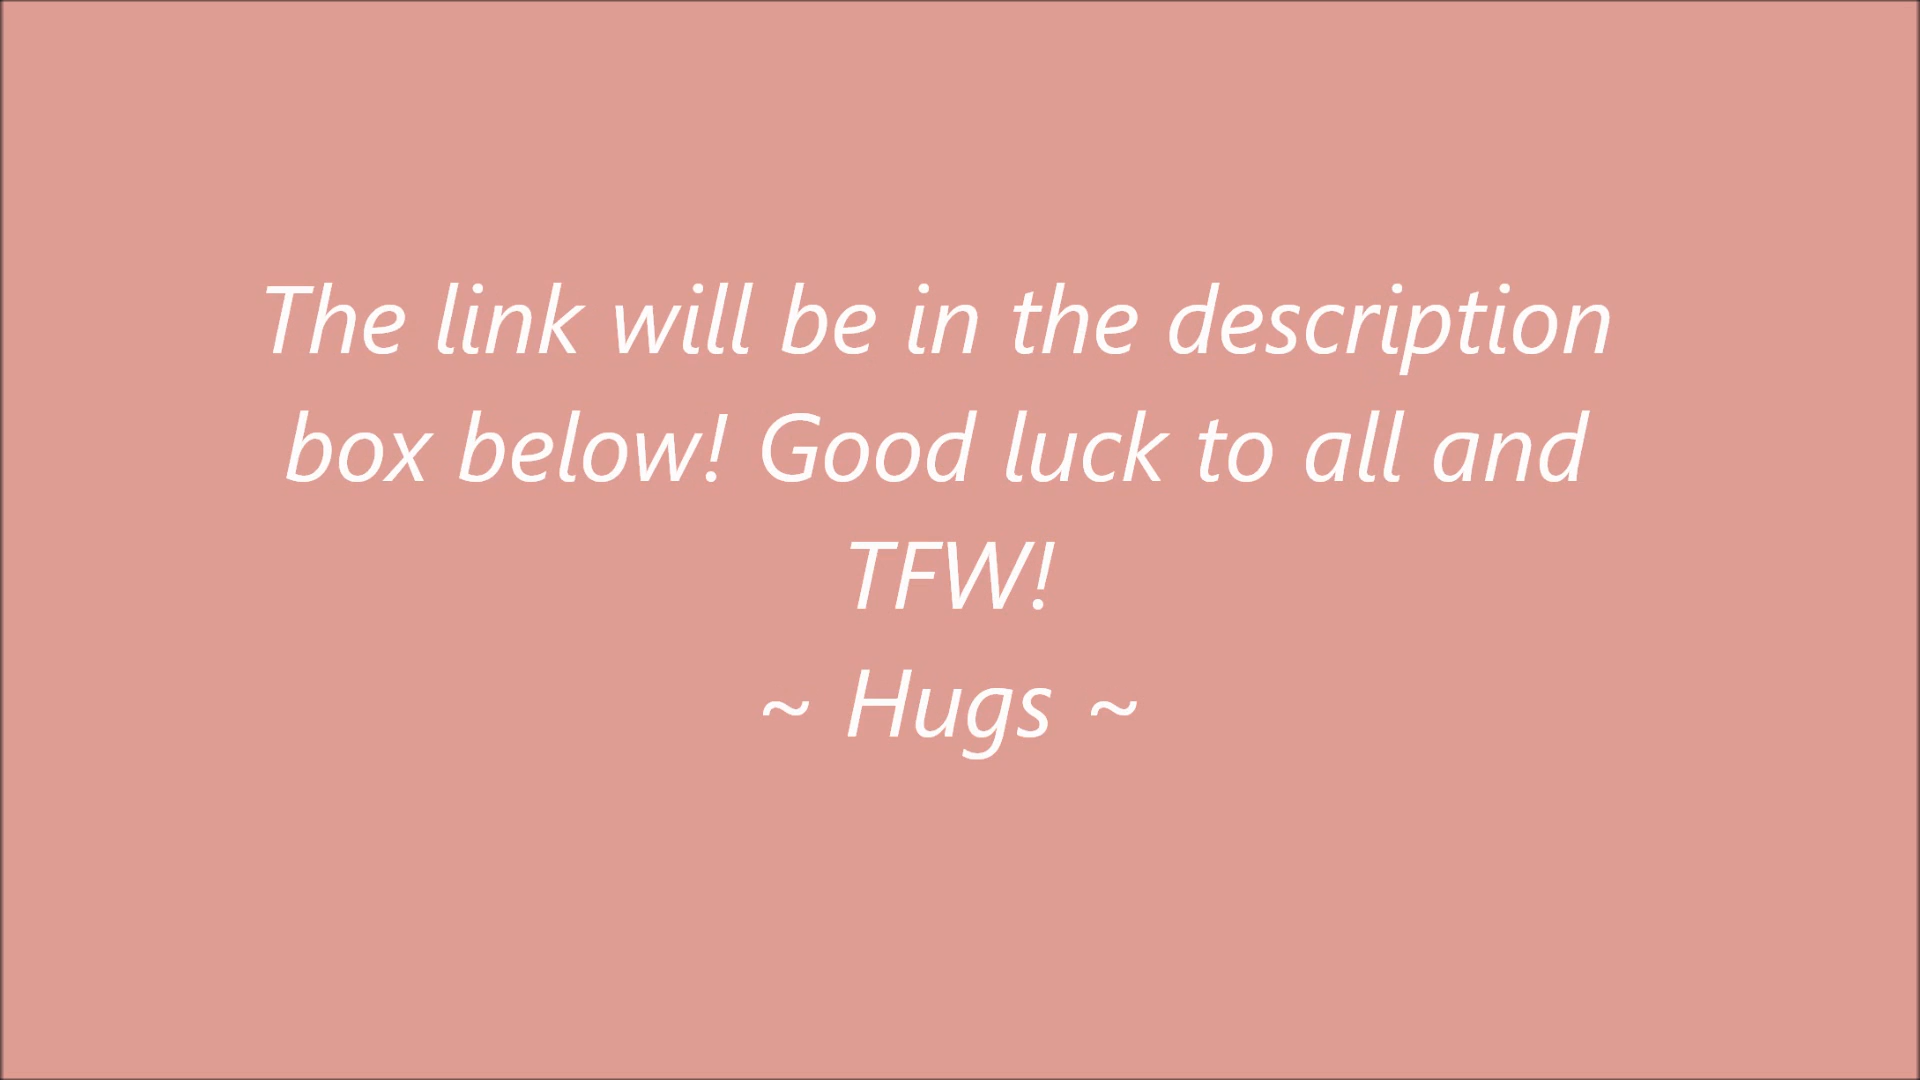 The link will be in the description
box below! Good luck to all and
TFW!
~ Hugs ~